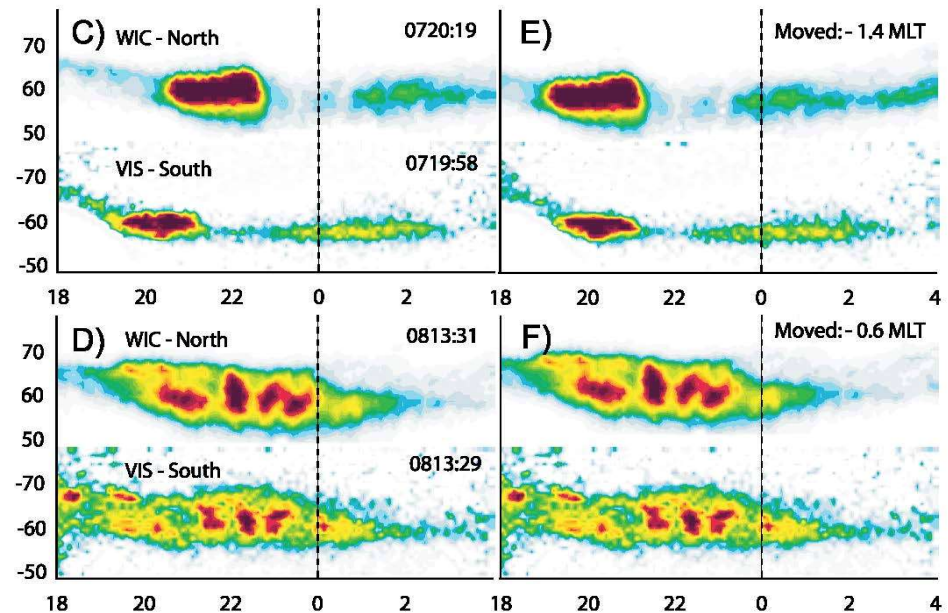 C)
WIC - North
0720:19
E)
Moved: - 1.4 MLT
70
60
50
VIS - South
0719:58
-70
-60
-50
18 20 22 0 2 18 20 22 0 2 4
D)
WIC - North
0813:31
F)
Moved: - 0.6 MLT
70
60
50
VIS - South
0813:29
-70
-60
-50
18 20 22 0 2 18 20 22 0 2 4